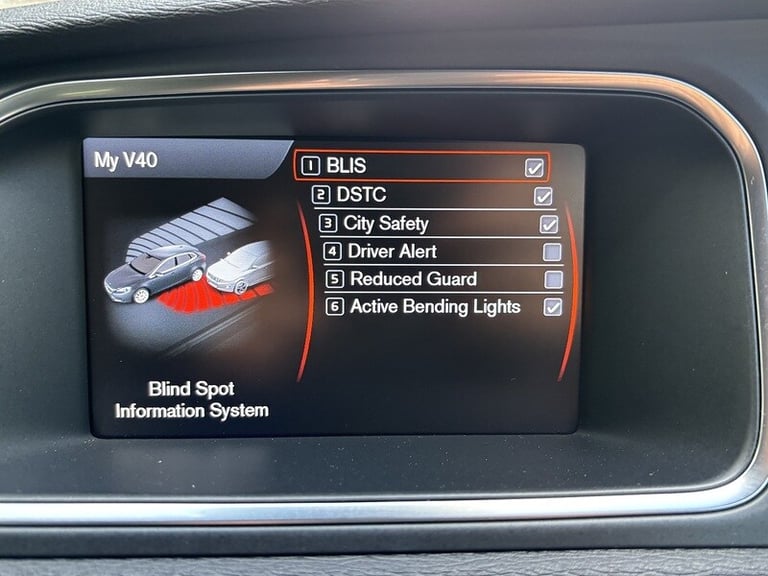 My V40
1 BLIS
2 DSTC
3 City Safety
4 Driver Alert
5 Reduced Guard
6 Active Bending Lights
Blind Spot
Information System